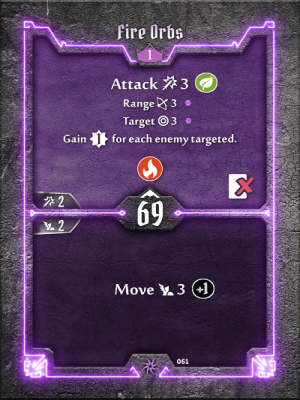 Fire Orbs
1
Attack 3
Range 3
Target 3
Gain 1 for each enemy targeted.
2
69
2
Move 3 +1
061